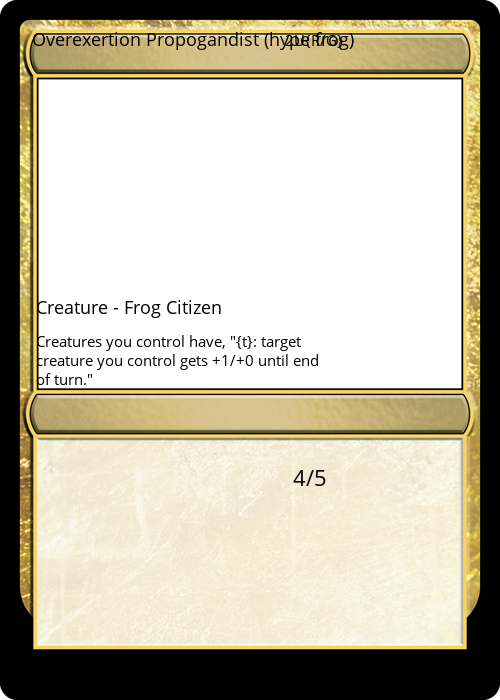 Overexertion Propogandist (hype frog)
Creature - Frog Citizen
Creatures you control have, "{t}: target
creature you control gets +1/+0 until end
of turn."
4/5